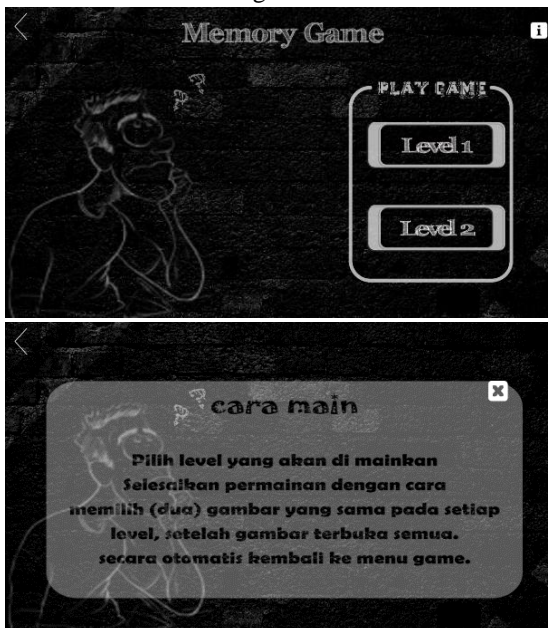 Memory Game
i
PLAY GAME
Level 1
Level 2
cara main
Pilih level yang akan di mainkan
Selesaikan permainan dengan cara
memilih (dua) gambar yang sama pada setiap
level, setelah gambar terbuka semua.
secara otomatis kembali ke menu game.